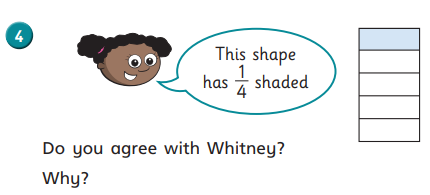 4
This shape
has 1/4 shaded
Do you agree with Whitney?
Why?